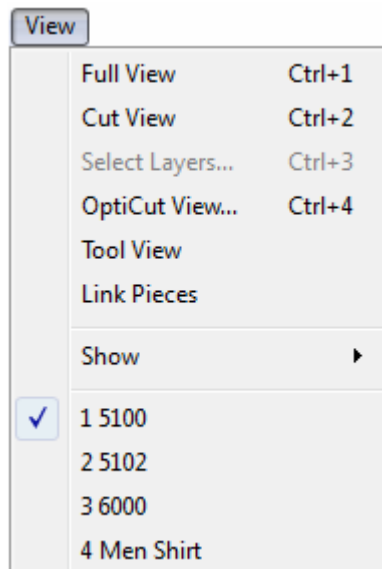 View
Full View Ctrl+1
Cut View Ctrl+2
Select Layers... Ctrl+3
OptiCut View... Ctrl+4
Tool View
Link Pieces
Show
1 5100
2 5102
3 6000
4 Men Shirt